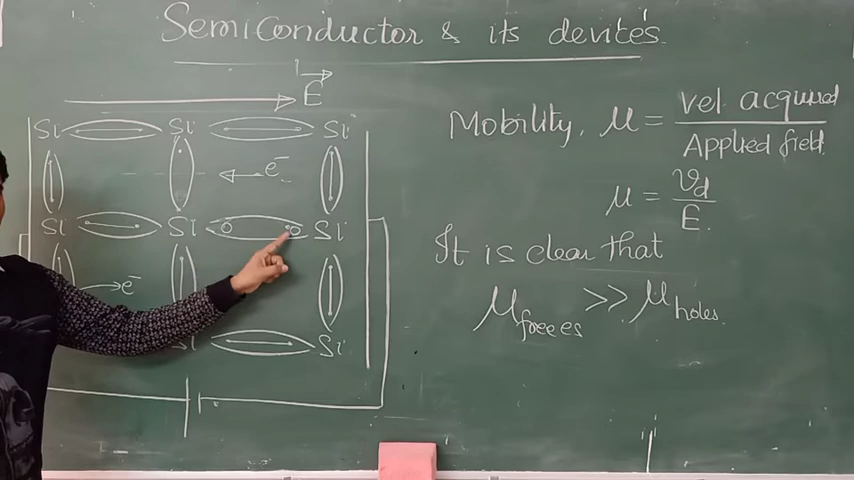 SemiConductor & its devices
E
Si Si Si
e⁻
Si Si Si
e⁻
Si Si
Mobility, μ = vel acquired / Applied field
μ = vd / E.
It is clear that
μfree es >> μholes.